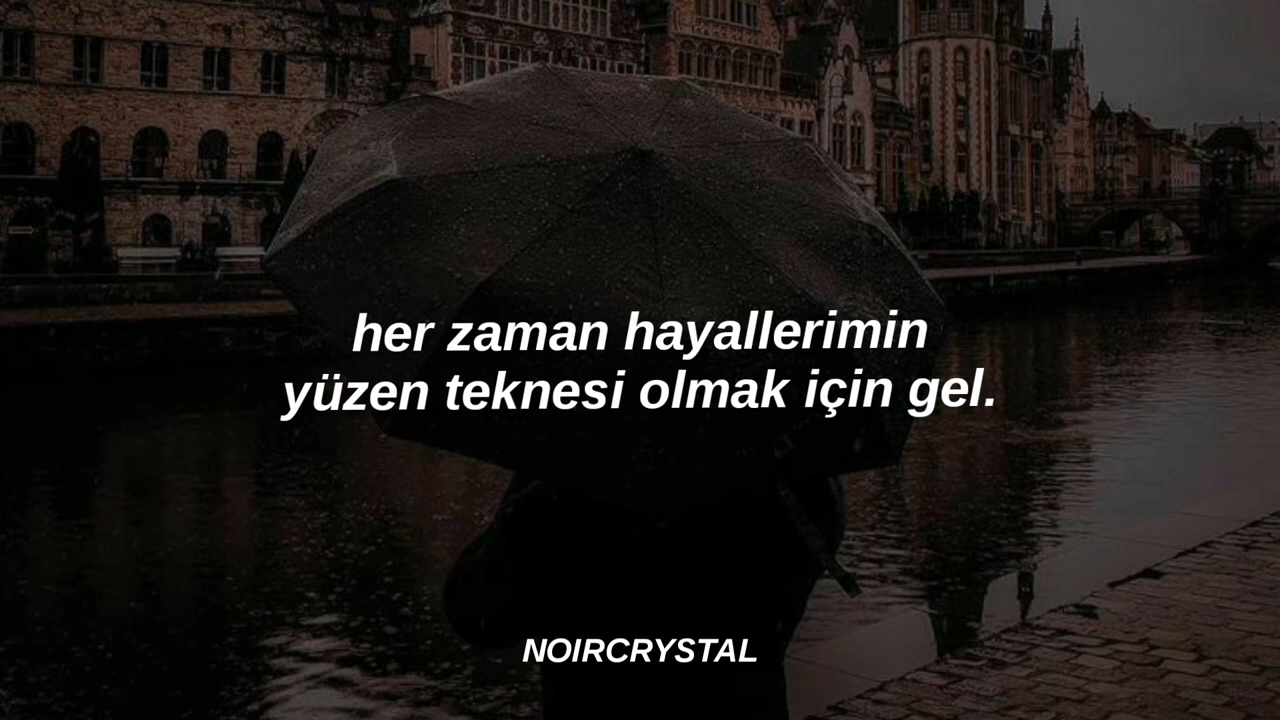 her zaman hayallerimin
yüzen teknesi olmak için gel.
NOIRCRYSTAL